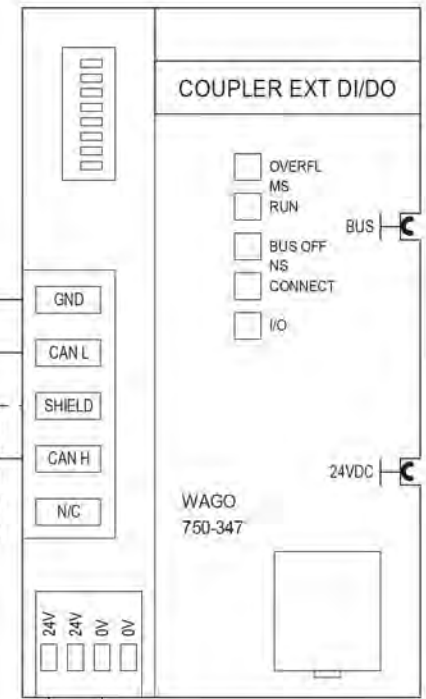 COUPLER EXT DI/DO
OVERFL
MS
RUN
BUS
BUS OFF
NS
CONNECT
I/O
GND
CAN L
SHIELD
CAN H
N/C
24VDC
WAGO
750-347
24V
24V
0V
0V